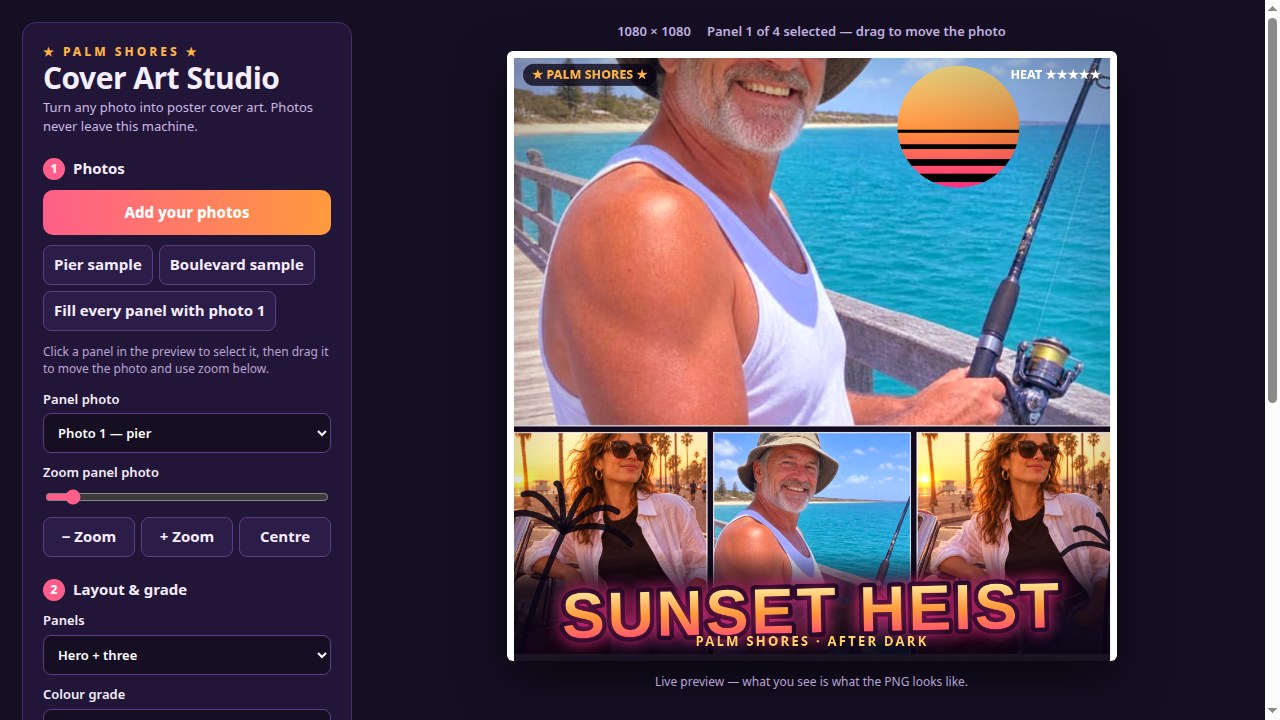 ★ PALM SHORES ★
Cover Art Studio
Turn any photo into poster cover art. Photos
never leave this machine.
1 Photos
Add your photos
Pier sample
Boulevard sample
Fill every panel with photo 1
Click a panel in the preview to select it, then drag it
to move the photo and use zoom below.
Panel photo
Photo 1 — pier
Zoom panel photo
− Zoom
+ Zoom
Centre
2 Layout & grade
Panels
Hero + three
Colour grade
1080 × 1080 Panel 1 of 4 selected — drag to move the photo
★ PALM SHORES ★
HEAT ★★★★★
SUNSET HEIST
PALM SHORES · AFTER DARK
Live preview — what you see is what the PNG looks like.